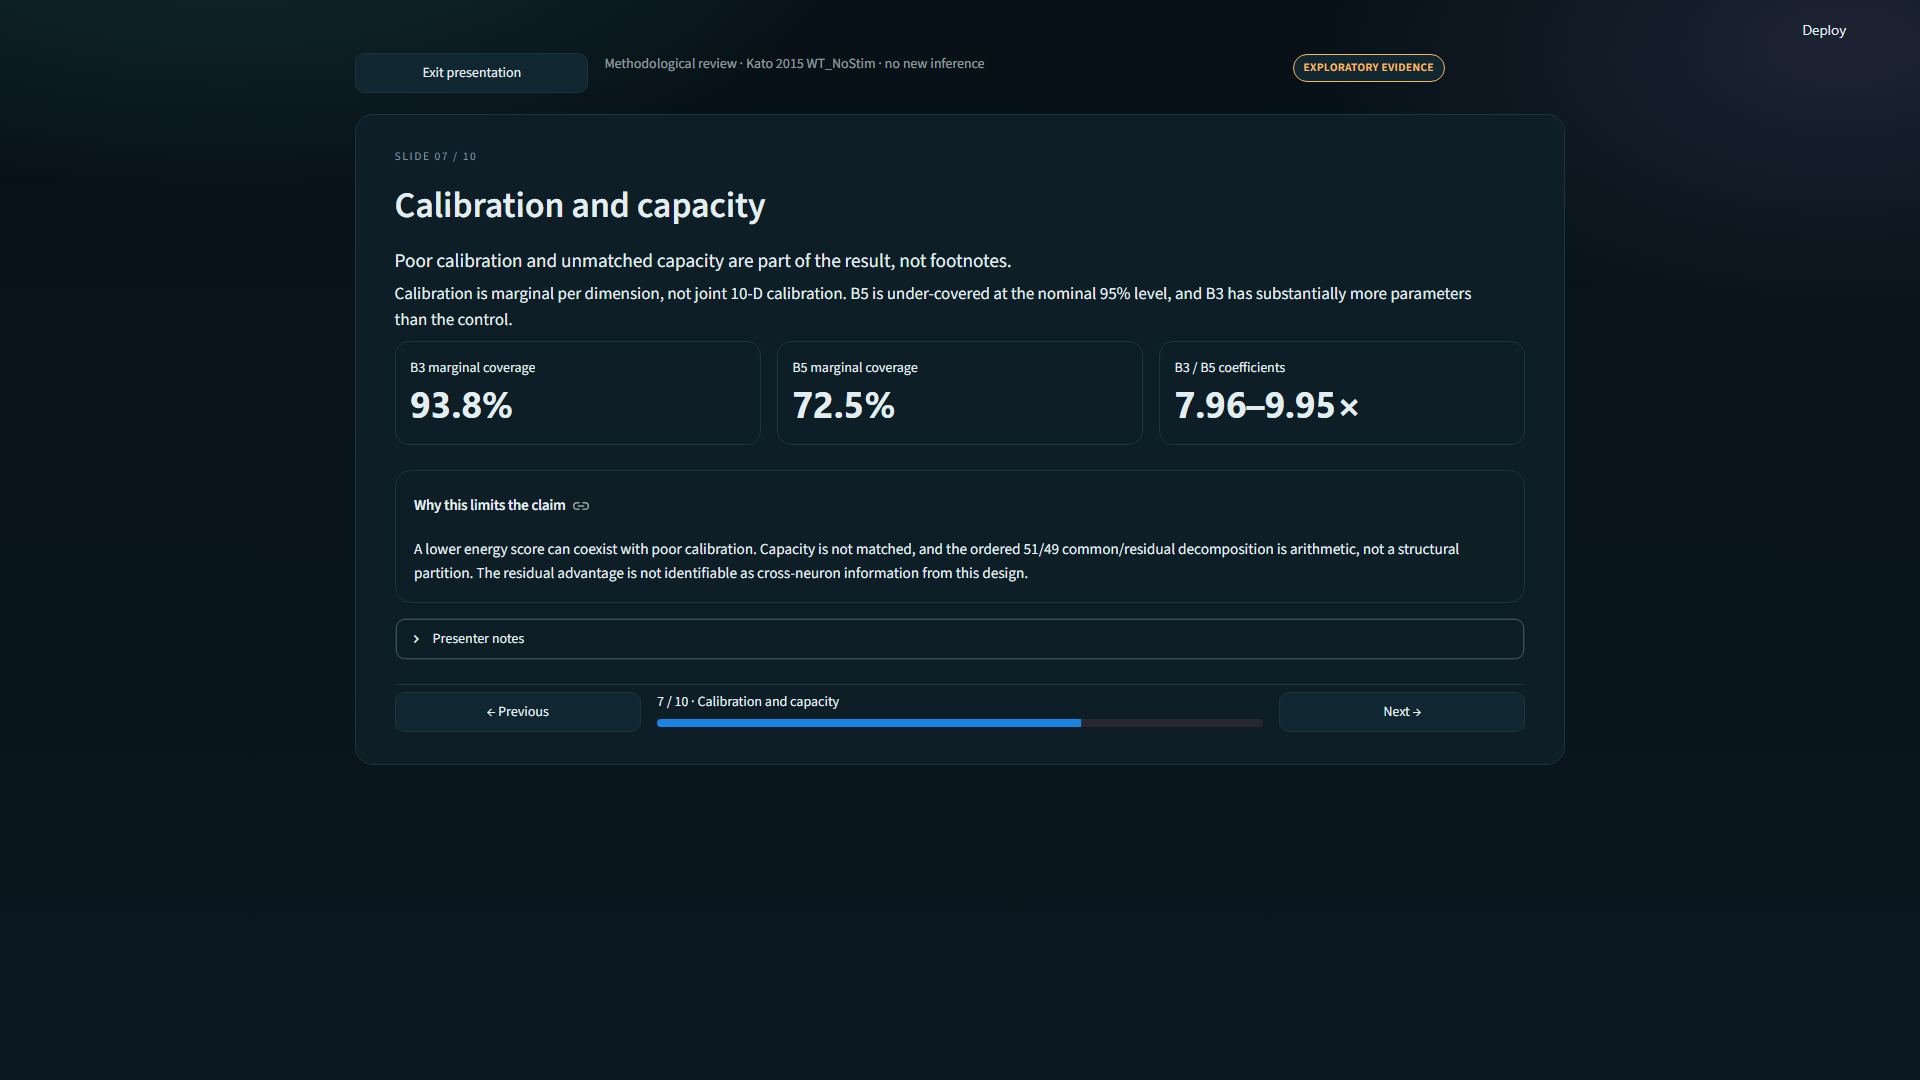 Deploy
Exit presentation
Methodological review · Kato 2015 WT_NoStim · no new inference
EXPLORATORY EVIDENCE
SLIDE 07 / 10
Calibration and capacity
Poor calibration and unmatched capacity are part of the result, not footnotes.
Calibration is marginal per dimension, not joint 10-D calibration. B5 is under-covered at the nominal 95% level, and B3 has substantially more parameters
than the control.
B3 marginal coverage
93.8%
B5 marginal coverage
72.5%
B3 / B5 coefficients
7.96–9.95×
Why this limits the claim
A lower energy score can coexist with poor calibration. Capacity is not matched, and the ordered 51/49 common/residual decomposition is arithmetic, not a structural
partition. The residual advantage is not identifiable as cross-neuron information from this design.
Presenter notes
← Previous
7 / 10 · Calibration and capacity
Next →